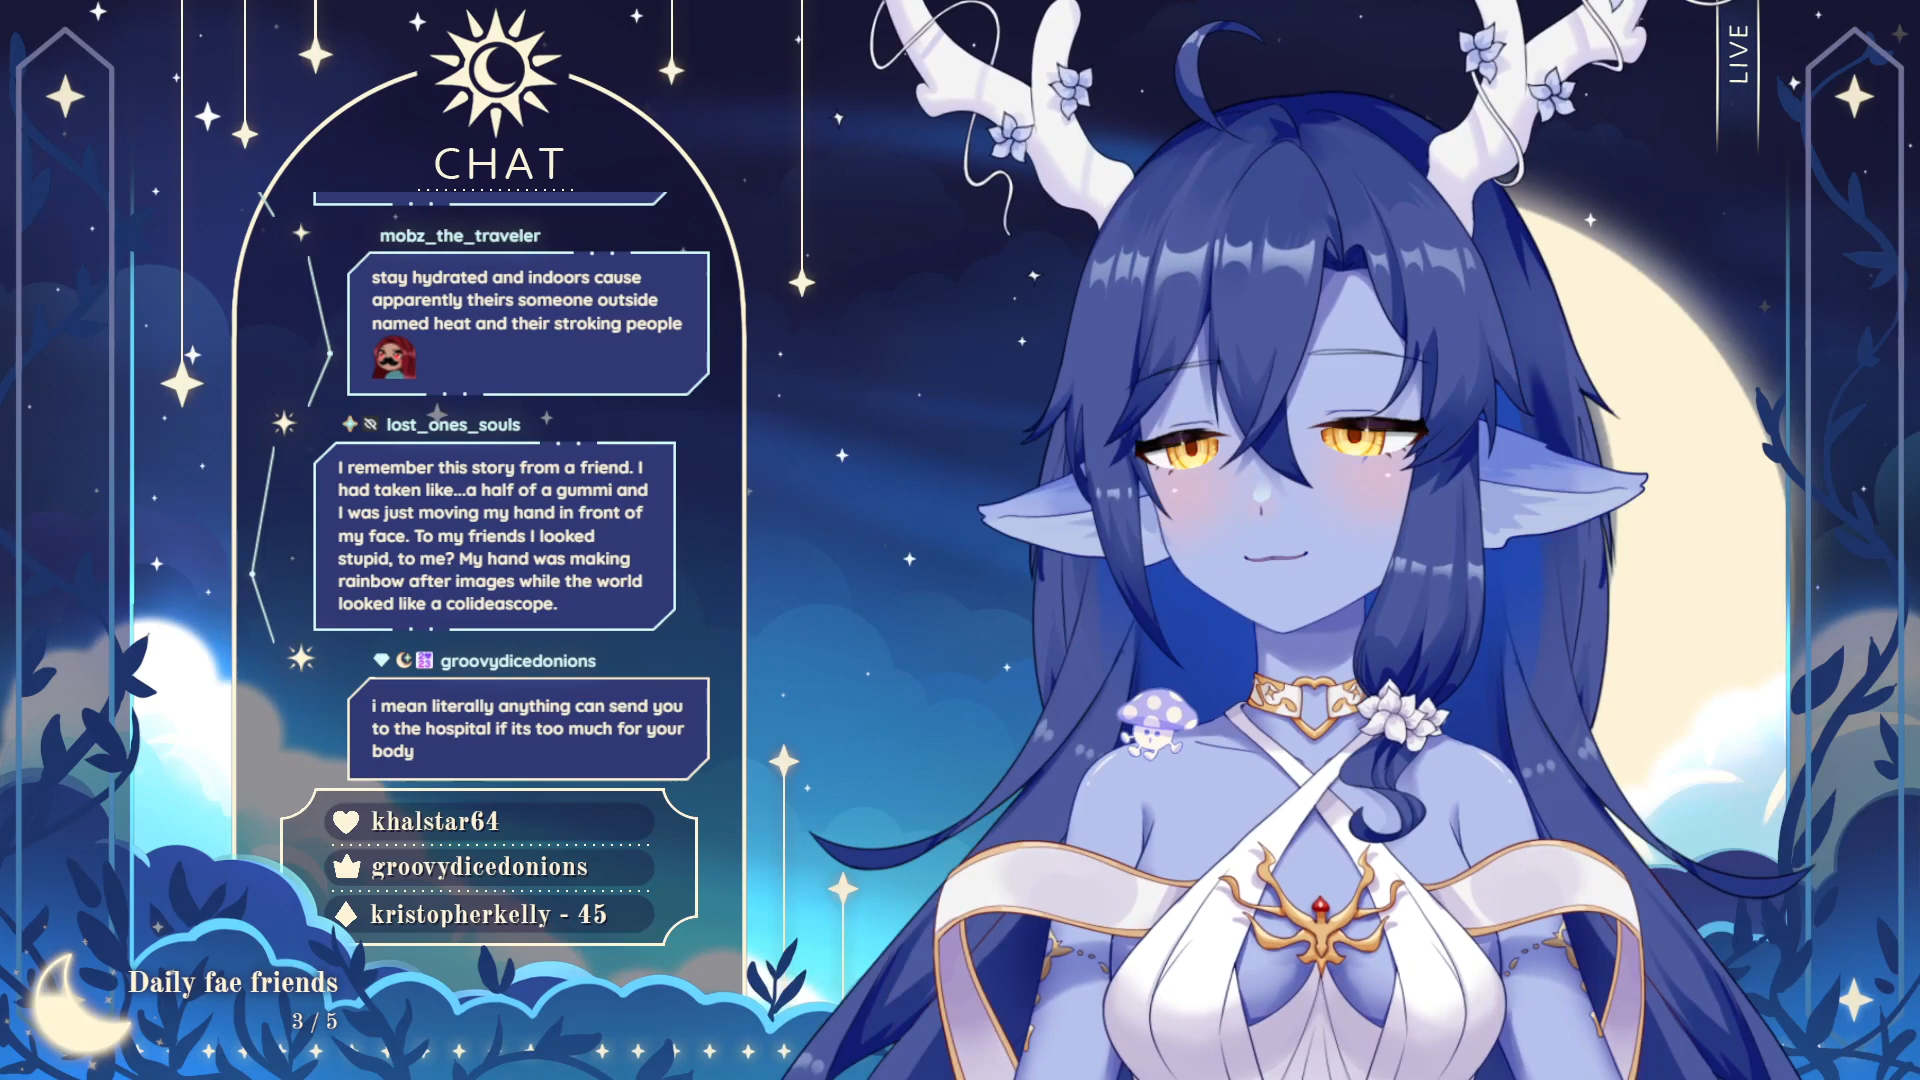 LIVE
CHAT
mobz_the_traveler
stay hydrated and indoors cause
apparently theirs someone outside
named heat and their stroking people
lost_ones_souls
I remember this story from a friend. I
had taken like...a half of a gummi and
I was just moving my hand in front of
my face. To my friends I looked
stupid, to me? My hand was making
rainbow after images while the world
looked like a colideascope.
groovydicedonions
i mean literally anything can send you
to the hospital if its too much for your
body
khalstar64
groovydicedonions
kristopherkelly - 45
Daily fae friends
3 / 5